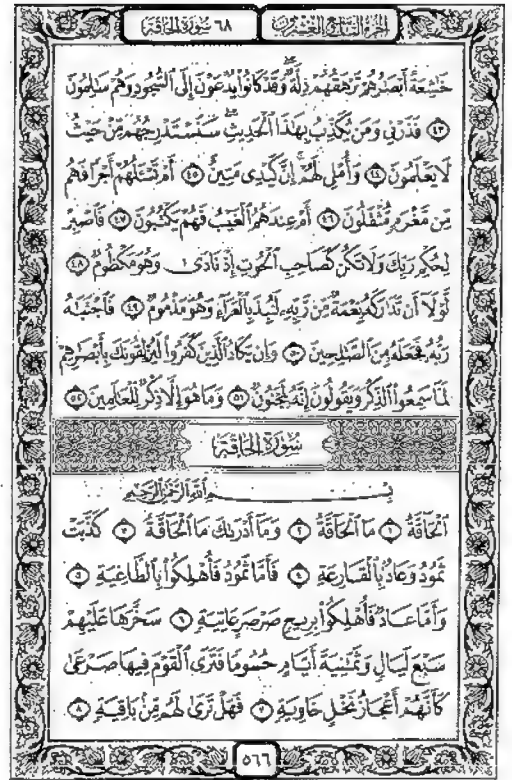 الجزء التاسع والعشرون
٦٨ سورة الحاقة
خَٰشِعَةً أَبْصَٰرُهُمْ تَرْهَقُهُمْ ذِلَّةٌ وَقَدْ كَانُوا۟ يُدْعَوْنَ إِلَى ٱلسُّجُودِ وَهُمْ سَٰلِمُونَ
٤٣ فَذَرْنِي وَمَن يُكَذِّبُ بِهَٰذَا ٱلْحَدِيثِ سَنَسْتَدْرِجُهُم مِّنْ حَيْثُ
لَا يَعْلَمُونَ ٤٤ وَأُمْلِي لَهُمْ إِنَّ كَيْدِي مَتِينٌ ٤٥ أَمْ تَسْـَٔلُهُمْ أَجْرًا فَهُم
مِّن مَّغْرَمٍ مُّثْقَلُونَ ٤٦ أَمْ عِندَهُمُ ٱلْغَيْبُ فَهُمْ يَكْتُبُونَ ٤٧ فَٱصْبِرْ
لِحُكْمِ رَبِّكَ وَلَا تَكُن كَصَاحِبِ ٱلْحُوتِ إِذْ نَادَىٰ وَهُوَ مَكْظُومٌ ٤٨
لَّوْلَآ أَن تَدَٰرَكَهُۥ نِعْمَةٌ مِّن رَّبِّهِۦ لَنُبِذَ بِٱلْعَرَآءِ وَهُوَ مَذْمُومٌ ٤٩ فَٱجْتَبَٰهُ
رَبُّهُۥ فَجَعَلَهُۥ مِنَ ٱلصَّٰلِحِينَ ٥٠ وَإِن يَكَادُ ٱلَّذِينَ كَفَرُوا۟ لَيُزْلِقُونَكَ بِأَبْصَٰرِهِمْ
لَمَّا سَمِعُوا۟ ٱلذِّكْرَ وَيَقُولُونَ إِنَّهُۥ لَمَجْنُونٌ ٥١ وَمَا هُوَ إِلَّا ذِكْرٌ لِّلْعَٰلَمِينَ ٥٢
سورة الحاقة
بِسْمِ ٱللَّهِ ٱلرَّحْمَٰنِ ٱلرَّحِيمِ
ٱلْحَآقَّةُ ١ مَا ٱلْحَآقَّةُ ٢ وَمَآ أَدْرَىٰكَ مَا ٱلْحَآقَّةُ ٣ كَذَّبَتْ
ثَمُودُ وَعَادٌۢ بِٱلْقَارِعَةِ ٤ فَأَمَّا ثَمُودُ فَأُهْلِكُوا۟ بِٱلطَّاغِيَةِ ٥
وَأَمَّا عَادٌ فَأُهْلِكُوا۟ بِرِيحٍ صَرْصَرٍ عَاتِيَةٍ ٦ سَخَّرَهَا عَلَيْهِمْ
سَبْعَ لَيَالٍ وَثَمَٰنِيَةَ أَيَّامٍ حُسُومًا فَتَرَى ٱلْقَوْمَ فِيهَا صَرْعَىٰ
كَأَنَّهُمْ أَعْجَازُ نَخْلٍ خَاوِيَةٍ ٧ فَهَلْ تَرَىٰ لَهُم مِّنۢ بَاقِيَةٍ ٨
٥٦٦